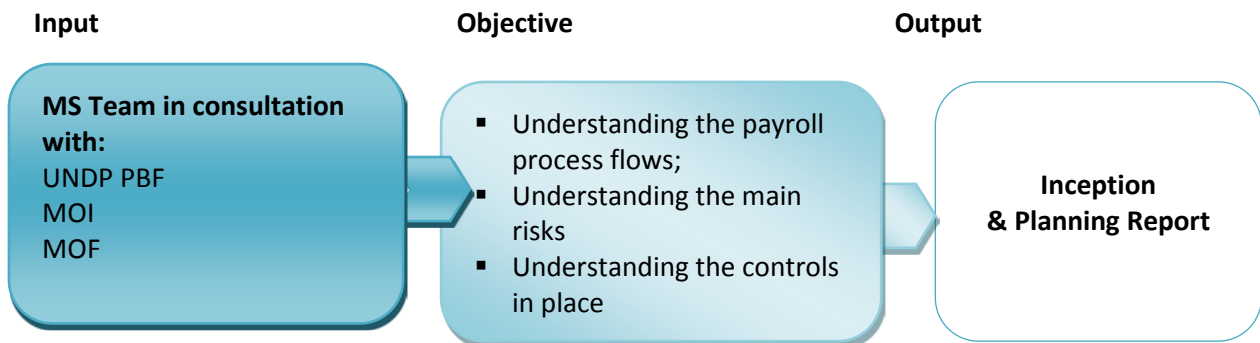 Input
Objective
Output
MS Team in consultation
with:
UNDP PBF
MOI
MOF
▪ Understanding the payroll
process flows;
▪ Understanding the main
risks
▪ Understanding the controls
in place
Inception
& Planning Report